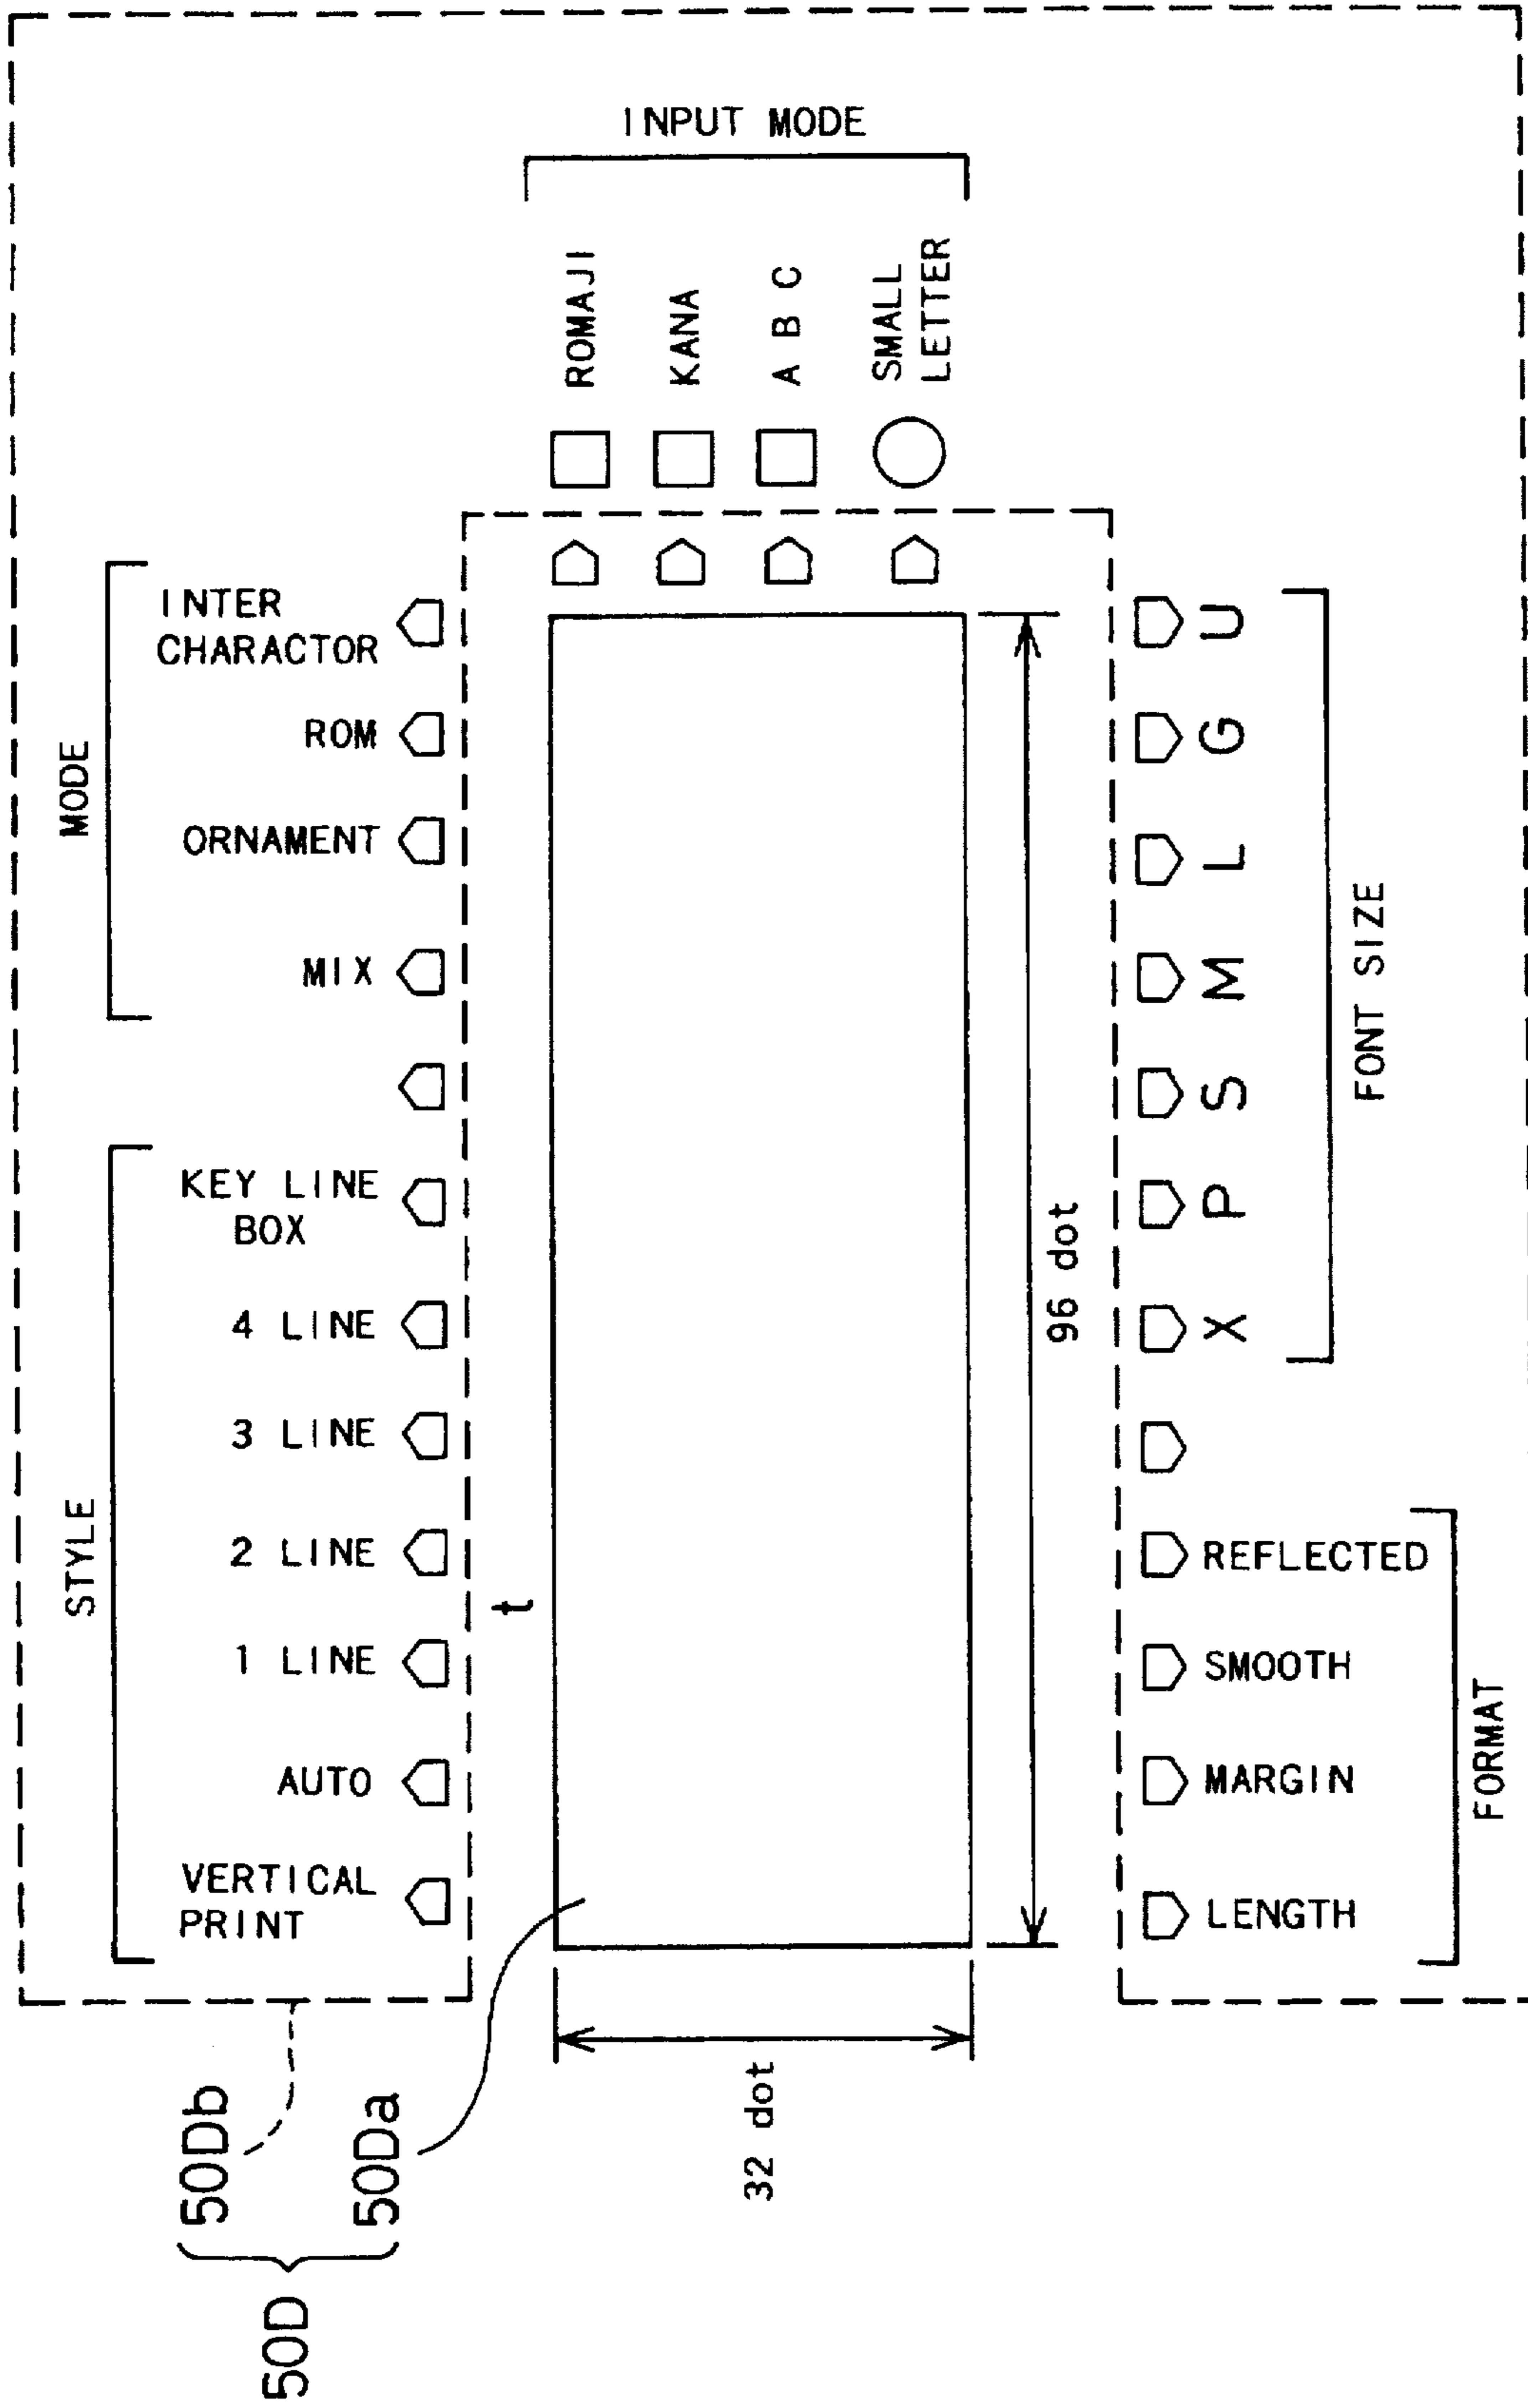 INPUT MODE
ROMAJI
KANA
A B C
SMALL
LETTER
MODE
INTER
CHARACTOR
ROM
ORNAMENT
MIX
STYLE
KEY LINE
BOX
4 LINE
3 LINE
2 LINE
1 LINE
AUTO
VERTICAL
PRINT
t
96 dot
32 dot
U
G
L
M
S
P
X
FONT SIZE
REFLECTED
SMOOTH
MARGIN
LENGTH
FORMAT
50Db
50Da
50D